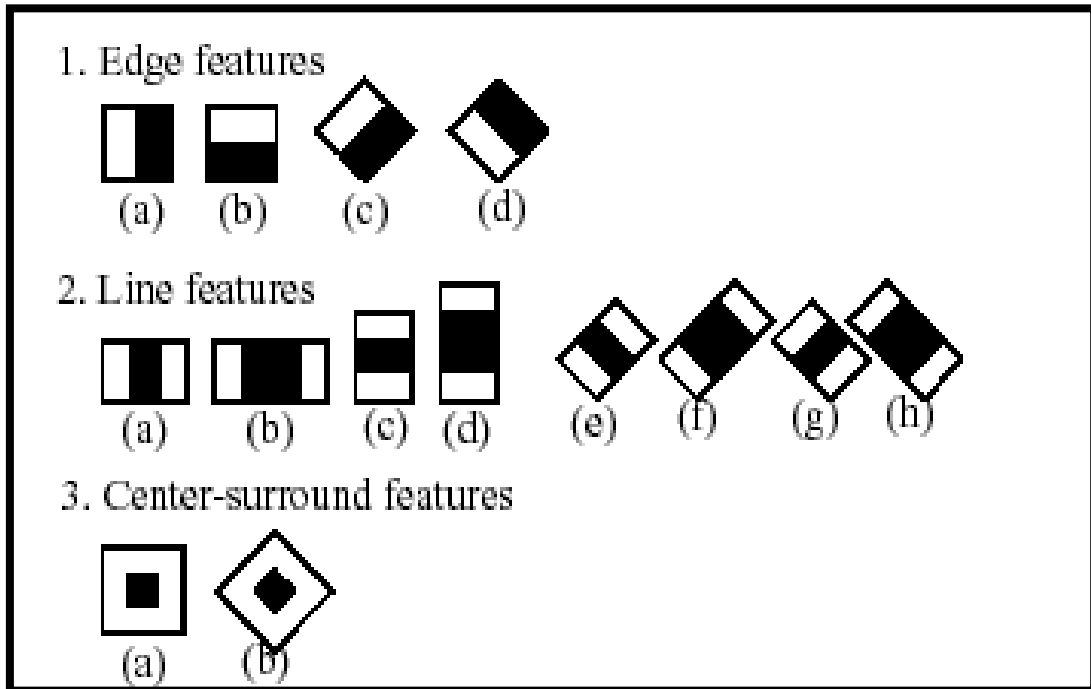 1. Edge features
(a) (b) (c) (d)
2. Line features
(a) (b) (c) (d) (e) (f) (g) (h)
3. Center-surround features
(a) (b)